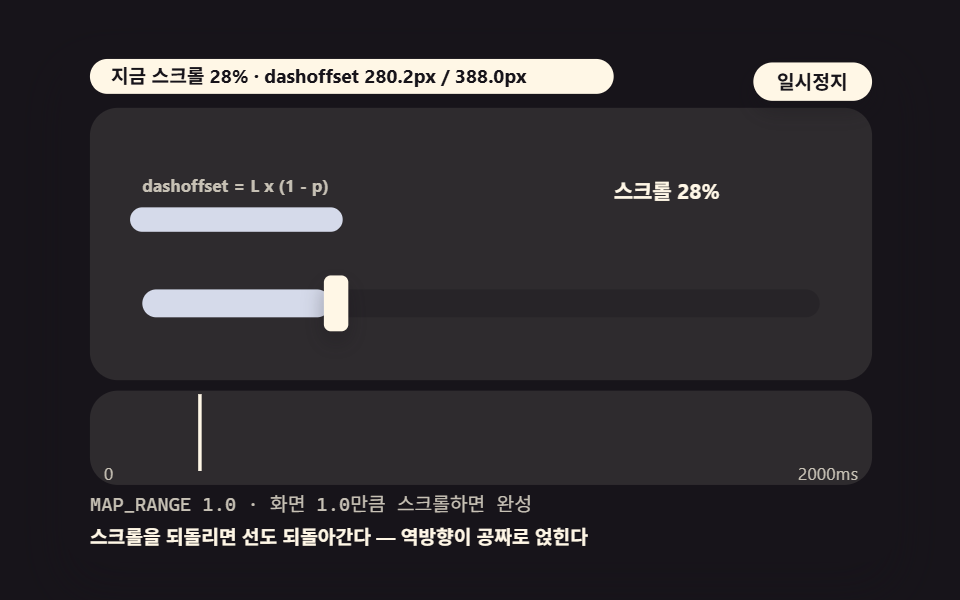 지금 스크롤 28% · dashoffset 280.2px / 388.0px
일시정지
dashoffset = L x (1 - p)
스크롤 28%
0
2000ms
MAP_RANGE 1.0 · 화면 1.0만큼 스크롤하면 완성
스크롤을 되돌리면 선도 되돌아간다 — 역방향이 공짜로 얹힌다